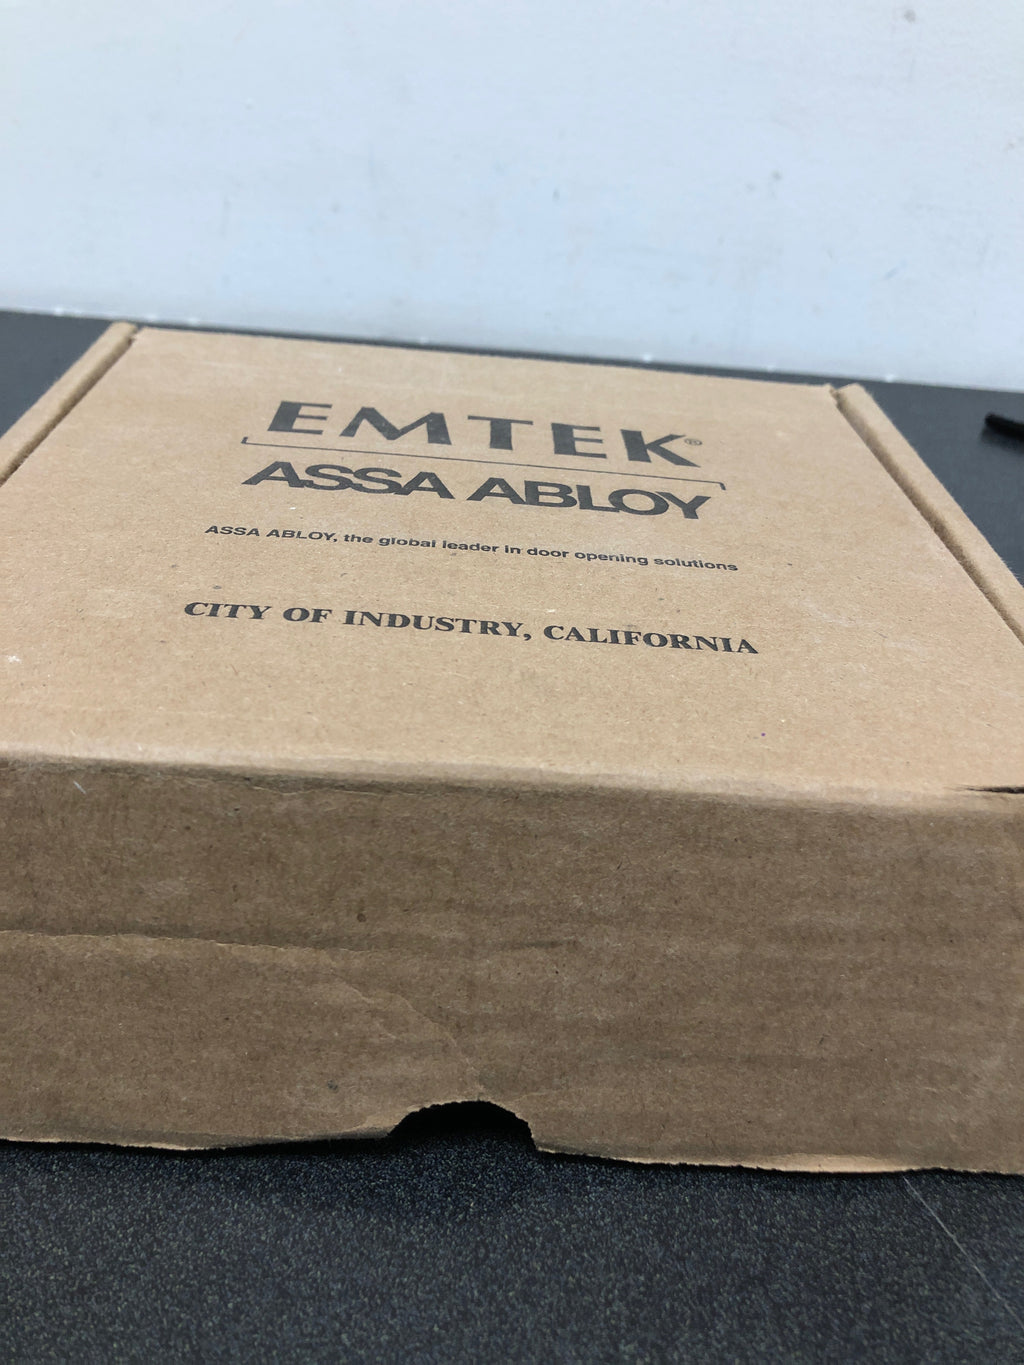 EMTEK®
ASSA ABLOY
ASSA ABLOY, the global leader in door opening solutions
CITY OF INDUSTRY, CALIFORNIA